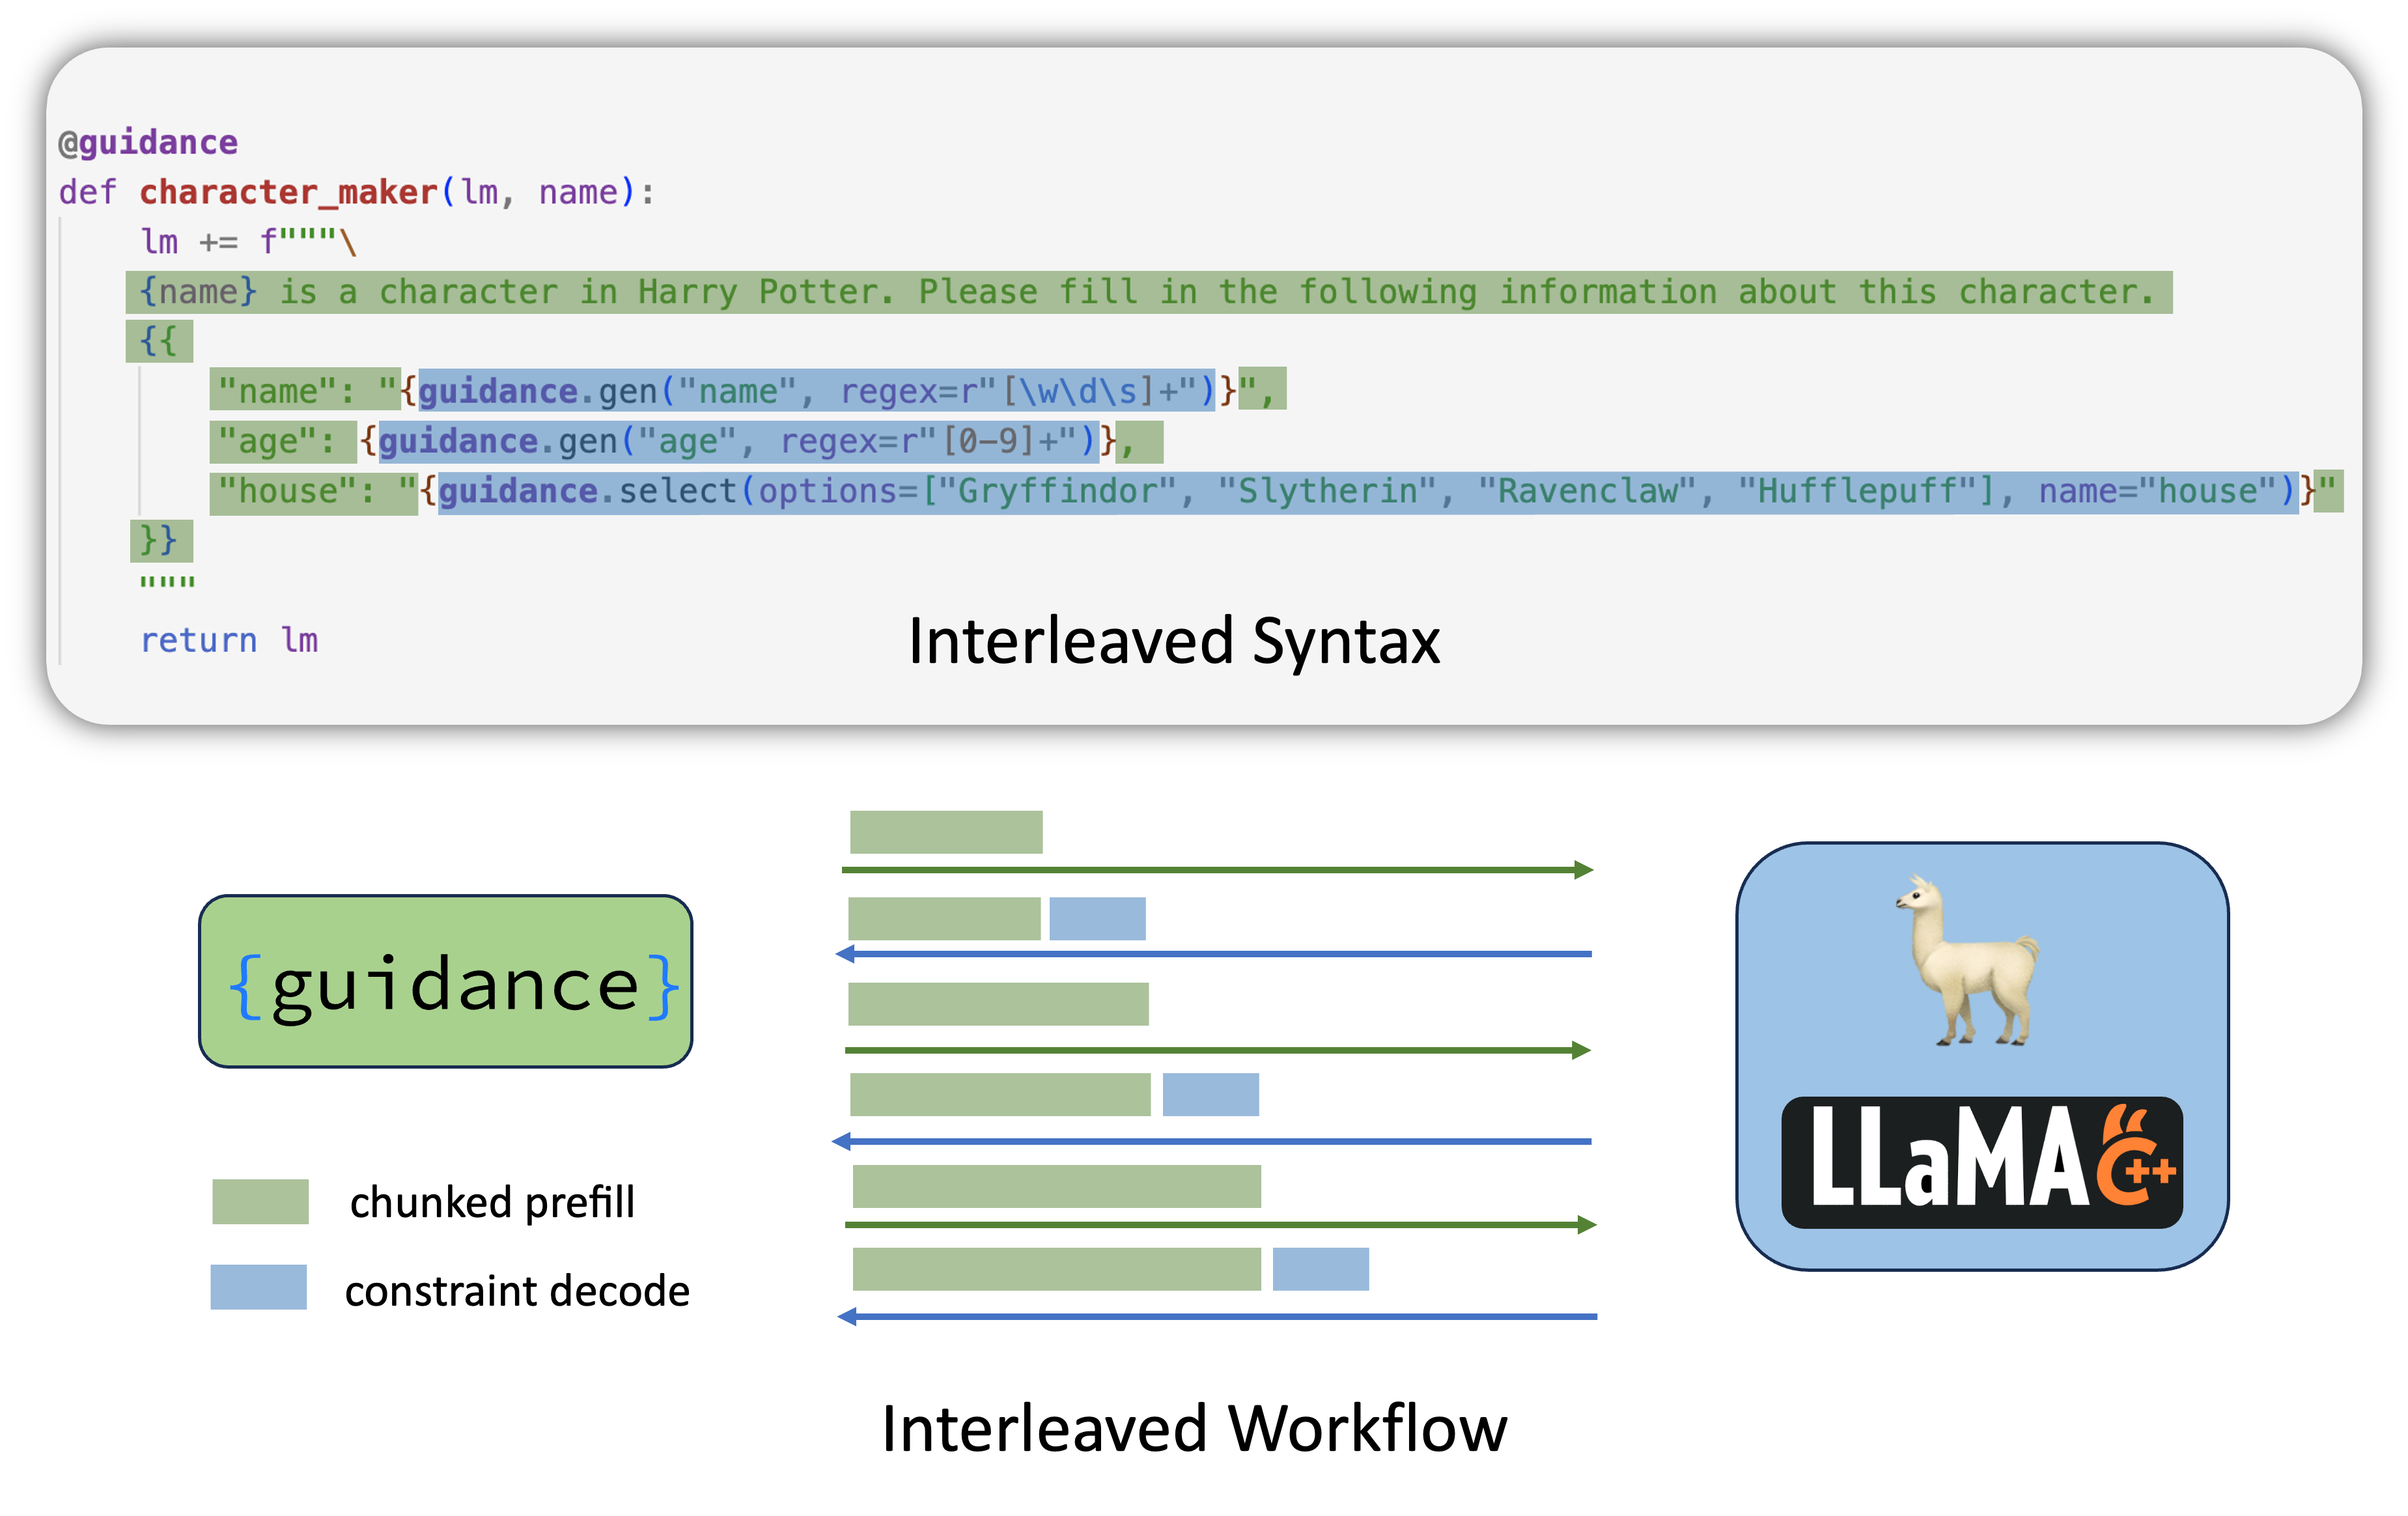 @guidance
def character_maker(lm, name):
    lm += f"""\
    {name} is a character in Harry Potter. Please fill in the following information about this character.
    {{
        "name": "{guidance.gen("name", regex=r"[\w\d\s]+")}",
        "age": {guidance.gen("age", regex=r"[0-9]+")},
        "house": "{guidance.select(options=["Gryffindor", "Slytherin", "Ravenclaw", "Hufflepuff"], name="house")}"
    }}
    """
    return lm
Interleaved Syntax
{guidance}
chunked prefill
constraint decode
LLaMA C++
Interleaved Workflow